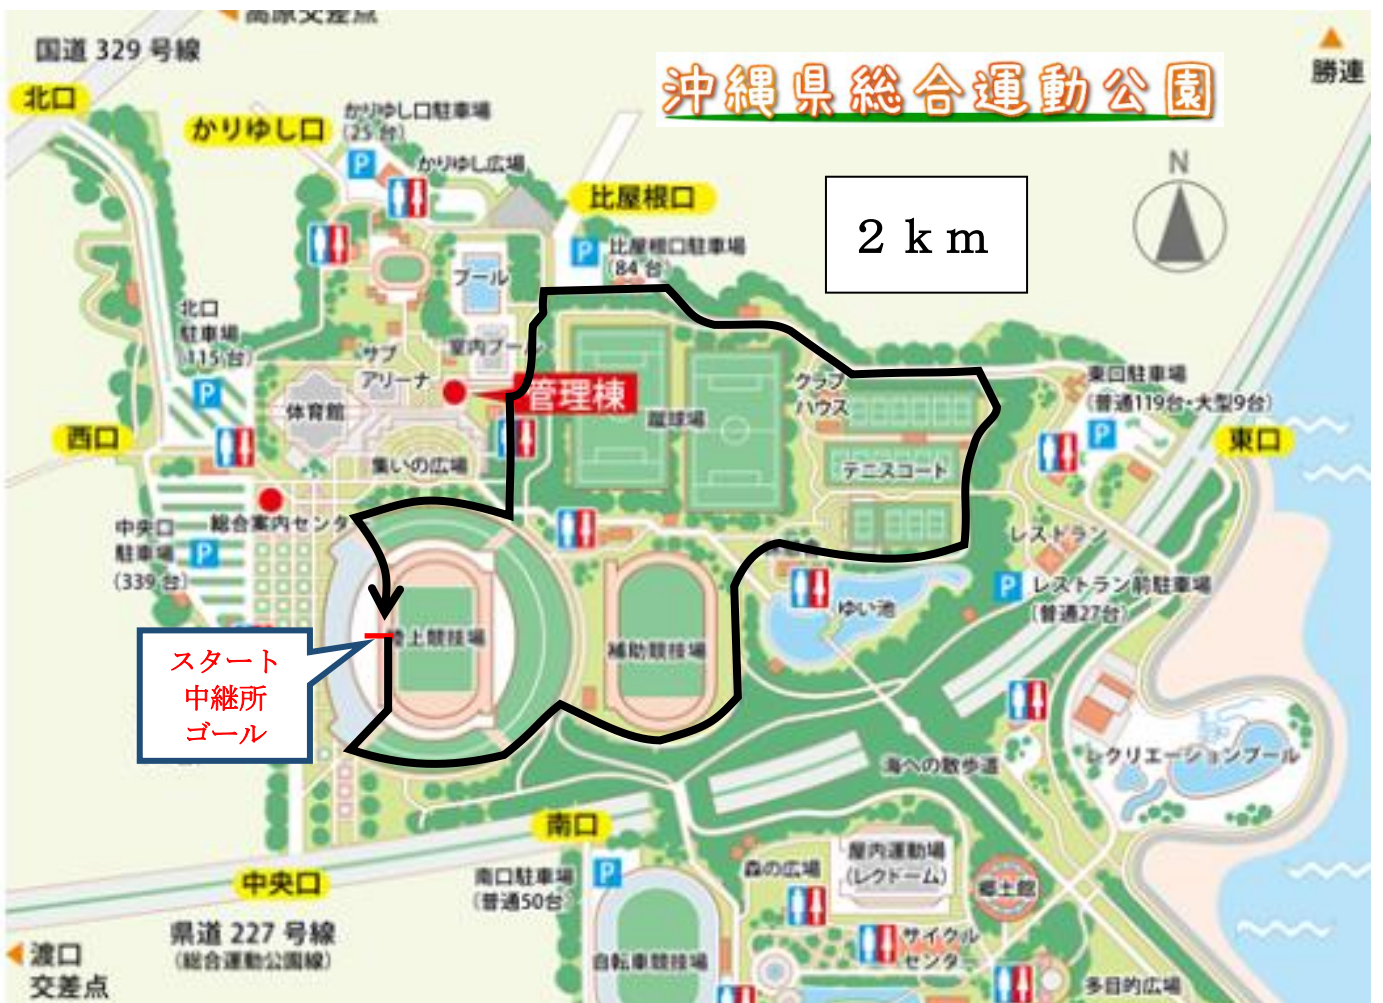 高原交差点
国道 329 号線
沖縄県総合運動公園
勝連
北口
かりゆし口
かりゆし口駐車場
(25 台)
かりゆし広場
N
2 km
比屋根口
比屋根口駐車場
(84 台)
プール
北口
駐車場
(115 台)
室内プール
サブ
アリーナ
管理棟
体育館
蹴球場
クラブ
ハウス
東口駐車場
(普通119台・大型9台)
西口
東口
集いの広場
テニスコート
総合案内センター
中央口
駐車場
(339 台)
レストラン
レストラン前駐車場
(普通27台)
ゆい池
陸上競技場
補助競技場
スタート
中継所
ゴール
海への散歩道
レクリエーションプール
南口
屋内運動場
(レクドーム)
森の広場
中央口
南口駐車場
(普通50台)
郷土館
県道 227 号線
(総合運動公園線)
渡口
交差点
サイクル
センター
自転車競技場
多目的広場